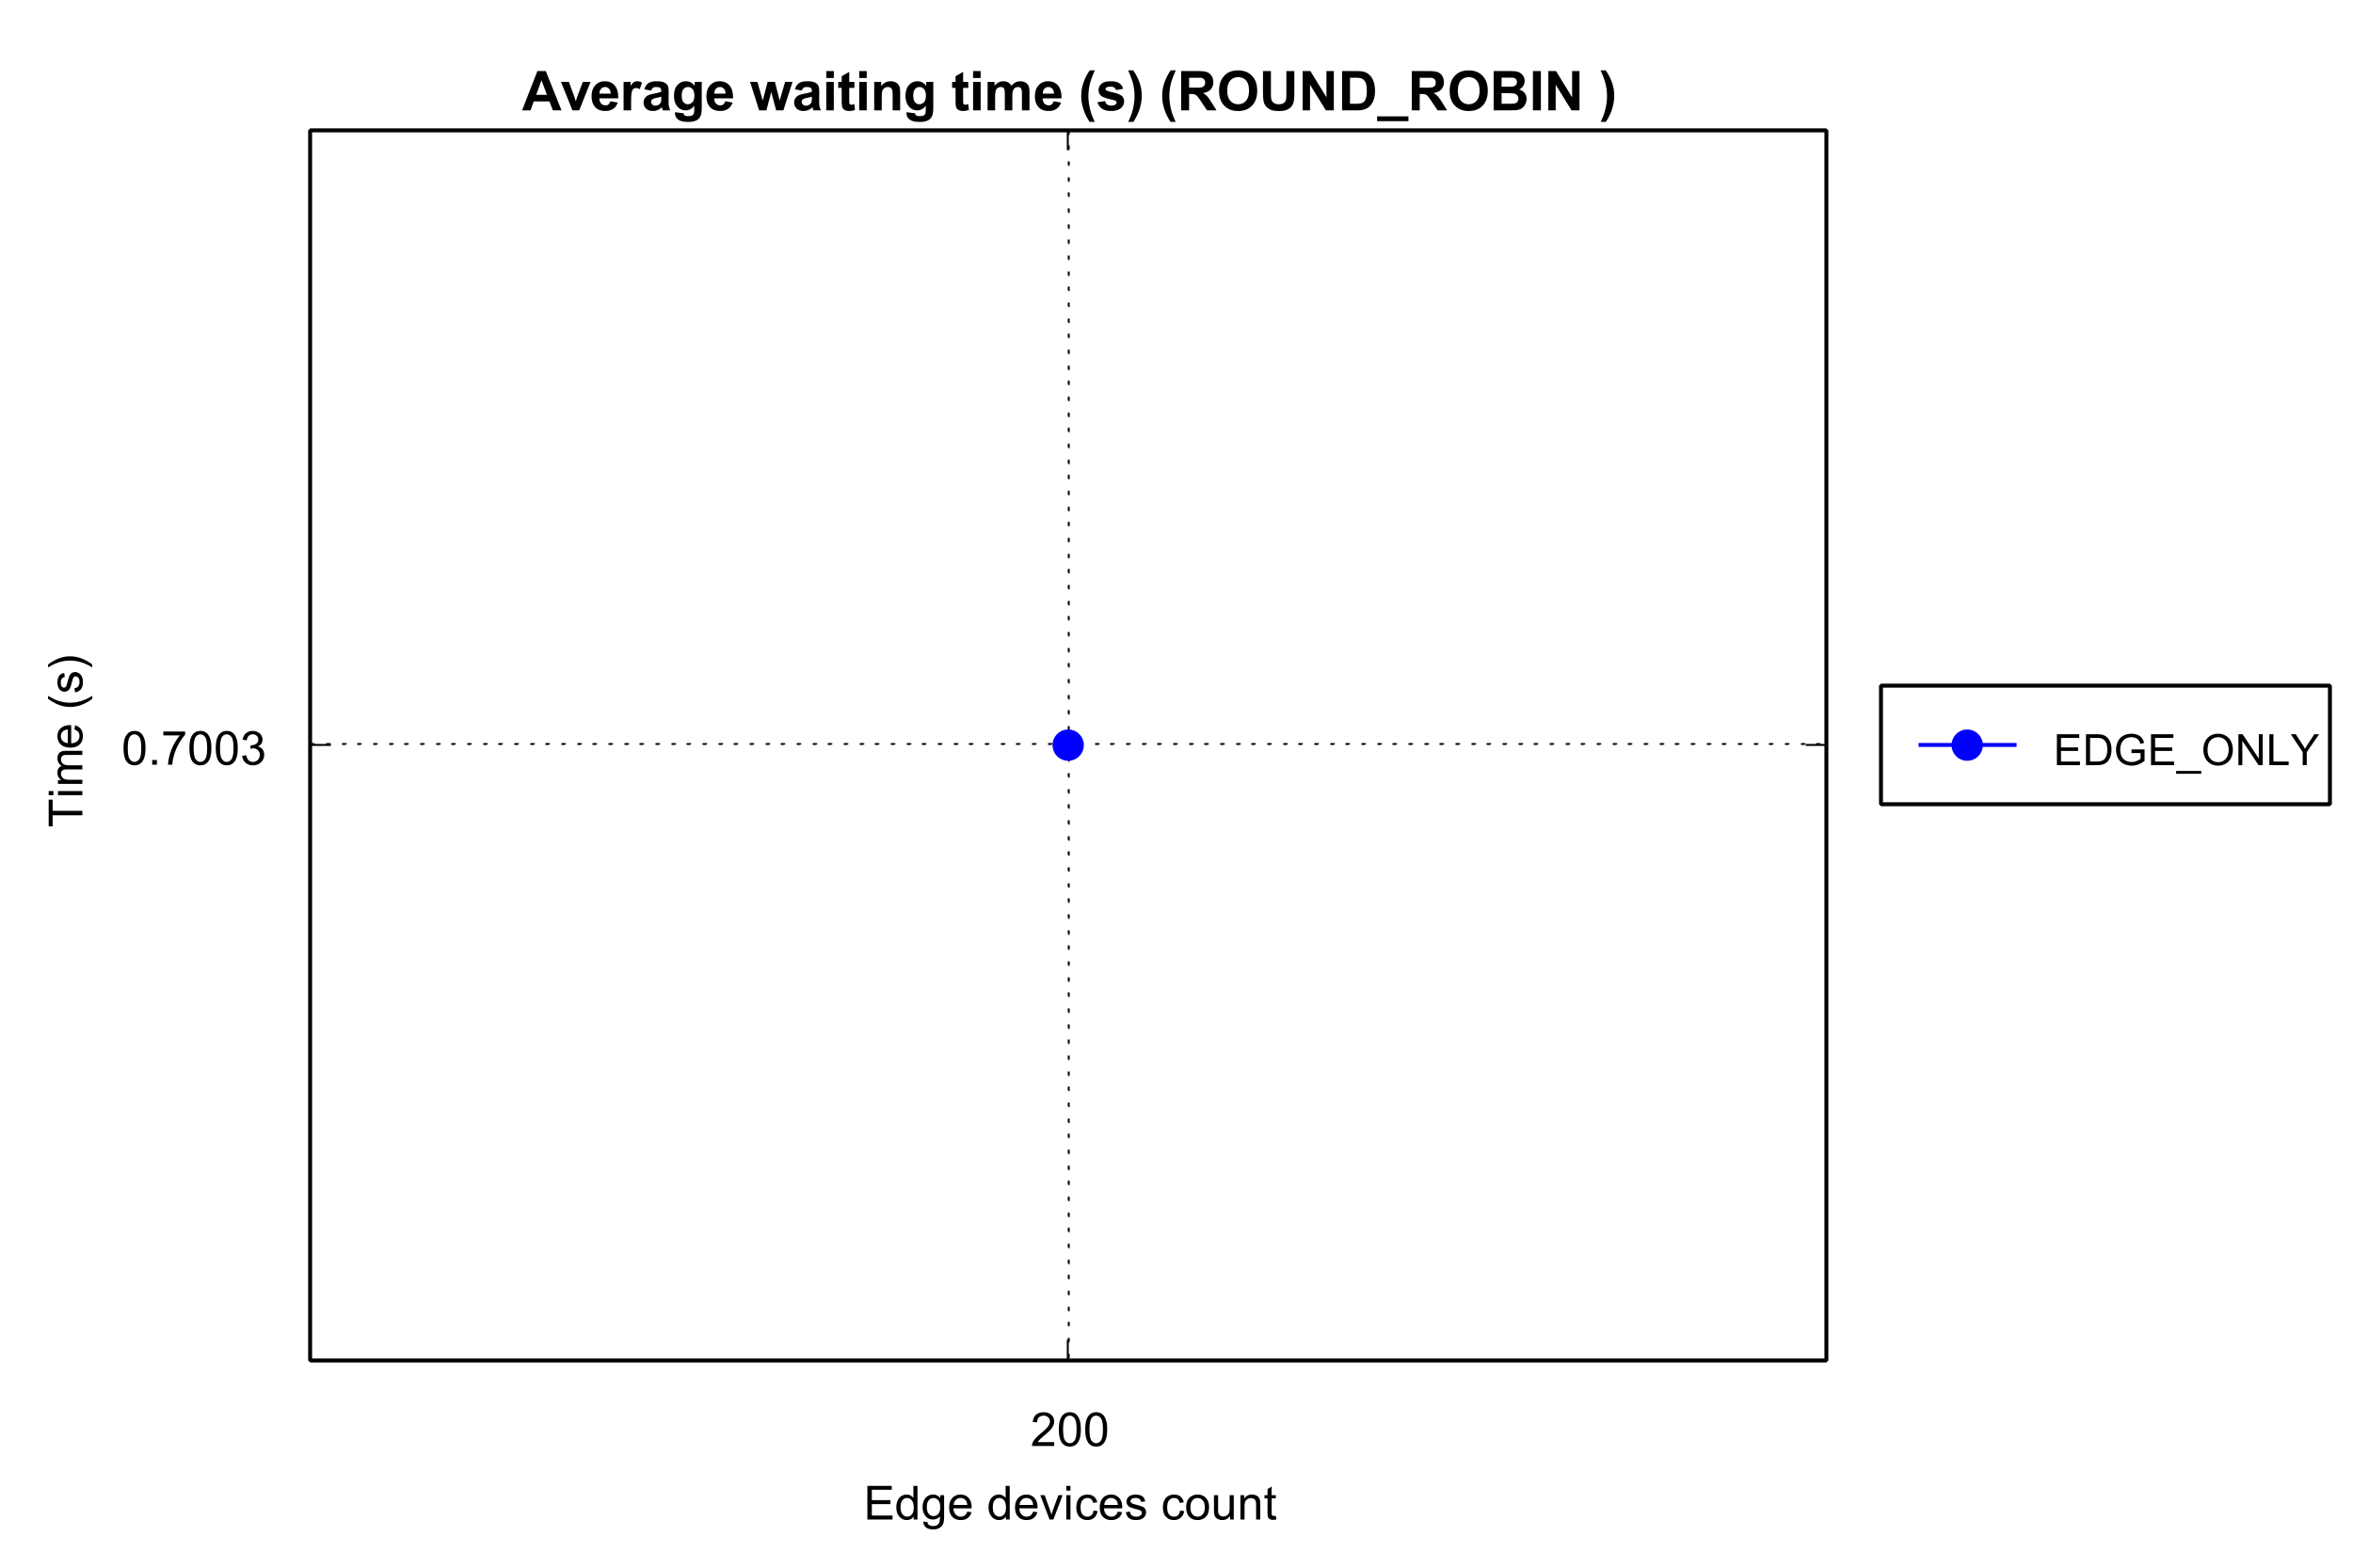 Average waiting time (s) (ROUND_ROBIN )
Time (s)
0.7003
EDGE_ONLY
200
Edge devices count